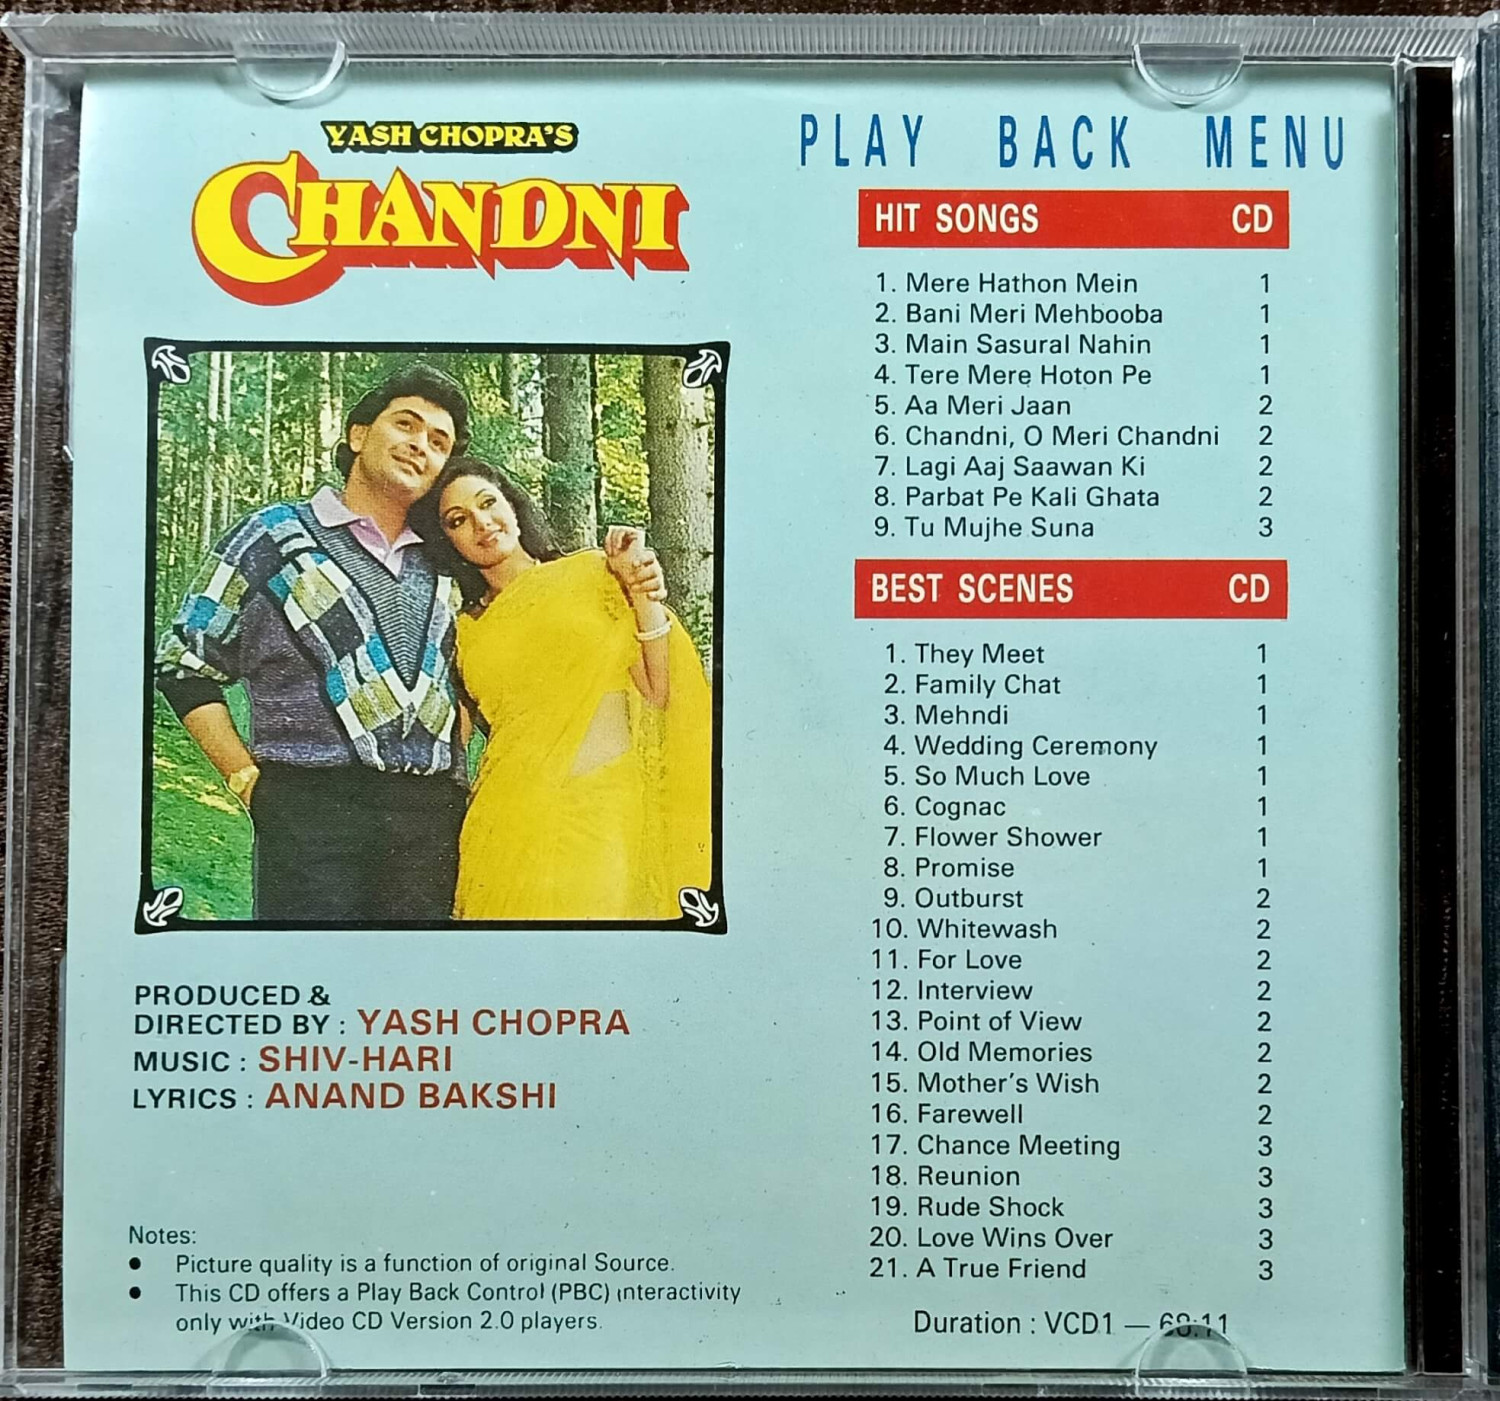 YASH CHOPRA'S
CHANDNI
PRODUCED &
DIRECTED BY : YASH CHOPRA
MUSIC : SHIV-HARI
LYRICS : ANAND BAKSHI
Notes:
● Picture quality is a function of original Source.
● This CD offers a Play Back Control (PBC) interactivity
only with Video CD Version 2.0 players.
PLAY BACK MENU
HIT SONGS CD
1. Mere Hathon Mein 1
2. Bani Meri Mehbooba 1
3. Main Sasural Nahin 1
4. Tere Mere Hoton Pe 1
5. Aa Meri Jaan 2
6. Chandni, O Meri Chandni 2
7. Lagi Aaj Saawan Ki 2
8. Parbat Pe Kali Ghata 2
9. Tu Mujhe Suna 3
BEST SCENES CD
1. They Meet 1
2. Family Chat 1
3. Mehndi 1
4. Wedding Ceremony 1
5. So Much Love 1
6. Cognac 1
7. Flower Shower 1
8. Promise 1
9. Outburst 2
10. Whitewash 2
11. For Love 2
12. Interview 2
13. Point of View 2
14. Old Memories 2
15. Mother's Wish 2
16. Farewell 2
17. Chance Meeting 3
18. Reunion 3
19. Rude Shock 3
20. Love Wins Over 3
21. A True Friend 3
Duration : VCD1 —